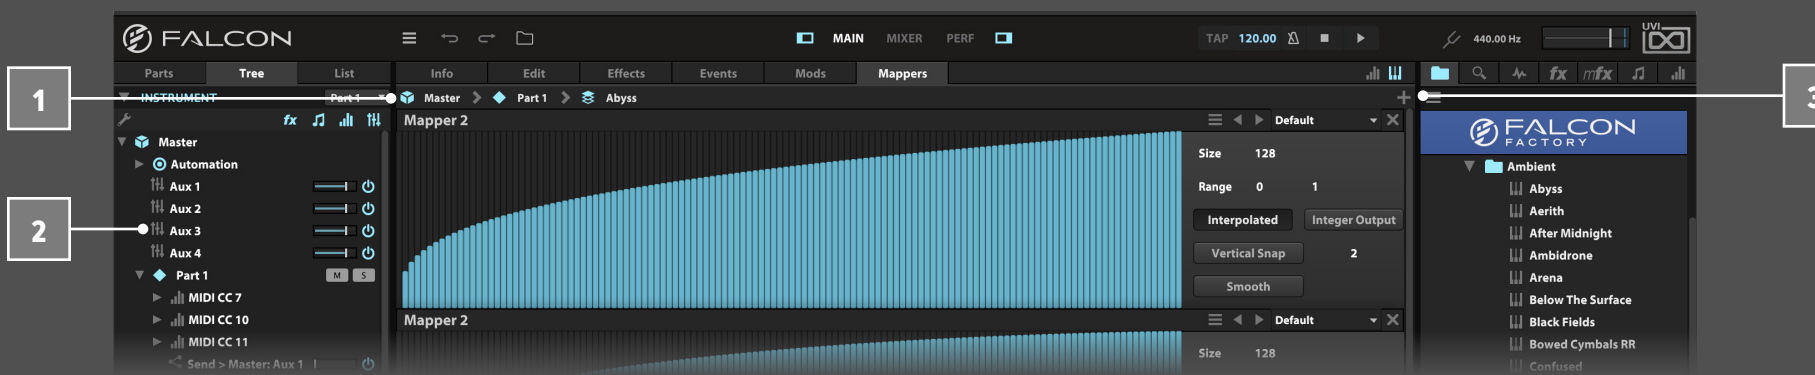 FALCON MAIN MIXER PERF TAP 120.00 440.00 Hz UVI
Parts Tree List Info Edit Effects Events Mods Mappers fx mfx
1 INSTRUMENT Part 1 Master Part 1 Abyss 3
fx Mapper 2 Default FALCON
FACTORY
Master Size 128
Automation Ambient
Aux 1 Range 0 1 Abyss
Aux 2 Aerith
2 Aux 3 Interpolated Integer Output After Midnight
Aux 4 Vertical Snap 2 Ambidrone
Part 1 M S Arena
MIDI CC 7 Smooth Below The Surface
MIDI CC 10 Mapper 2 Default Black Fields
MIDI CC 11 Bowed Cymbals RR
Send > Master: Aux 1 Size 128 Confused